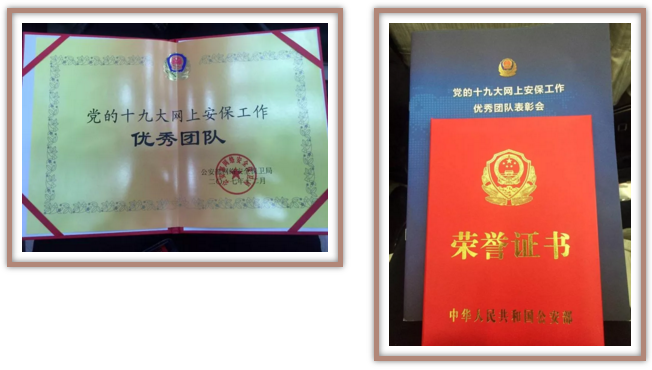 党的十九大网上安保工作
优秀团队
党的十九大网上安保工作
优秀团队表彰会
荣誉证书
中华人民共和国公安部